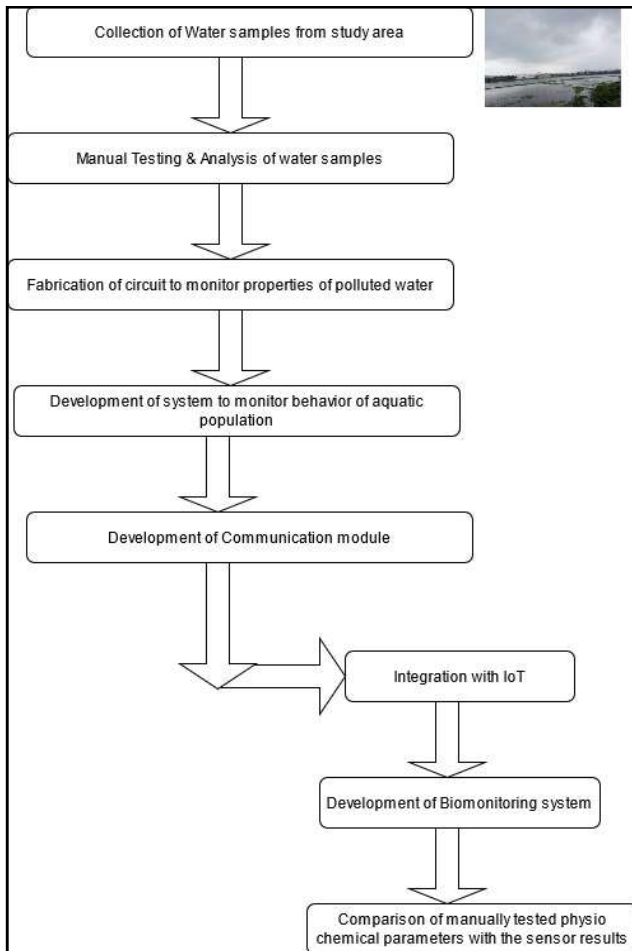 Collection of Water samples from study area
Manual Testing & Analysis of water samples
Fabrication of circuit to monitor properties of polluted water
Development of system to monitor behavior of aquatic
population
Development of Communication module
Integration with IoT
Development of Biomonitoring system
Comparison of manually tested physio
chemical parameters with the sensor results